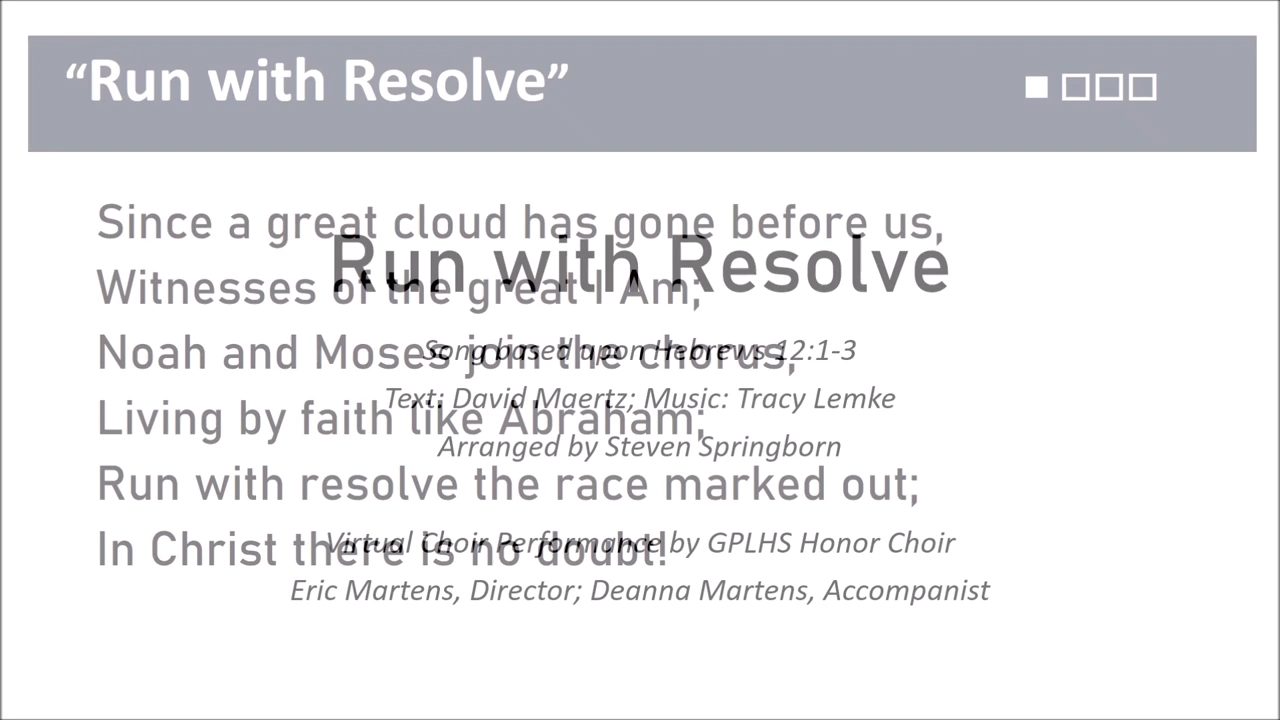 “Run with Resolve”
Since a great cloud has gone before us,
Witnesses of the great I Am;
Noah and Moses join the chorus,
Living by faith like Abraham;
Run with resolve the race marked out;
In Christ there is no doubt!
Run with Resolve
Song based upon Hebrews 12:1-3
Text: David Maertz; Music: Tracy Lemke
Arranged by Steven Springborn
Virtual Choir Performance by GPLHS Honor Choir
Eric Martens, Director; Deanna Martens, Accompanist